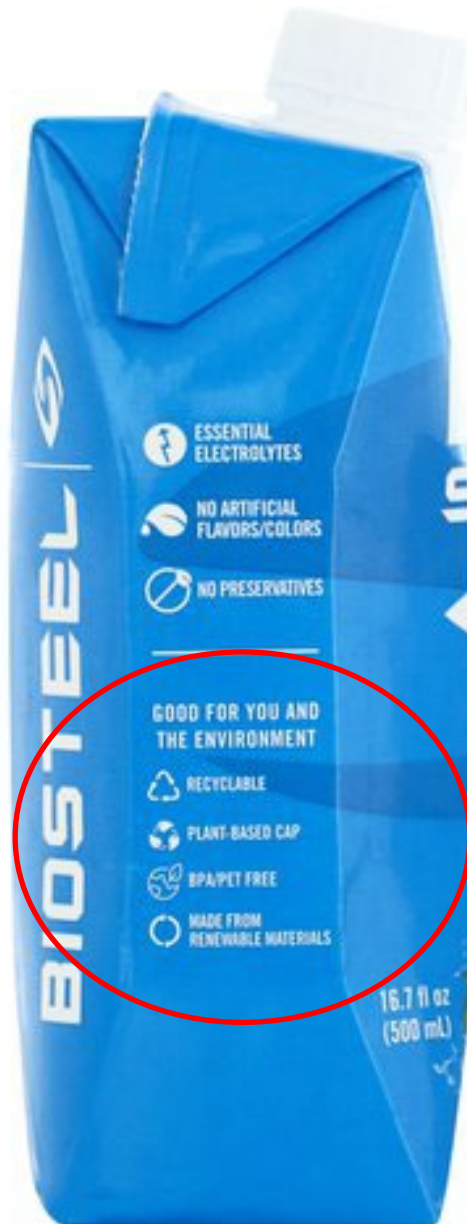 BIOSTEEL
ESSENTIAL
ELECTROLYTES
NO ARTIFICIAL
FLAVORS/COLORS
NO PRESERVATIVES
GOOD FOR YOU AND
THE ENVIRONMENT
RECYCLABLE
PLANT-BASED CAP
BPA/PET FREE
MADE FROM
RENEWABLE MATERIALS
16.7 fl oz
(500 mL)